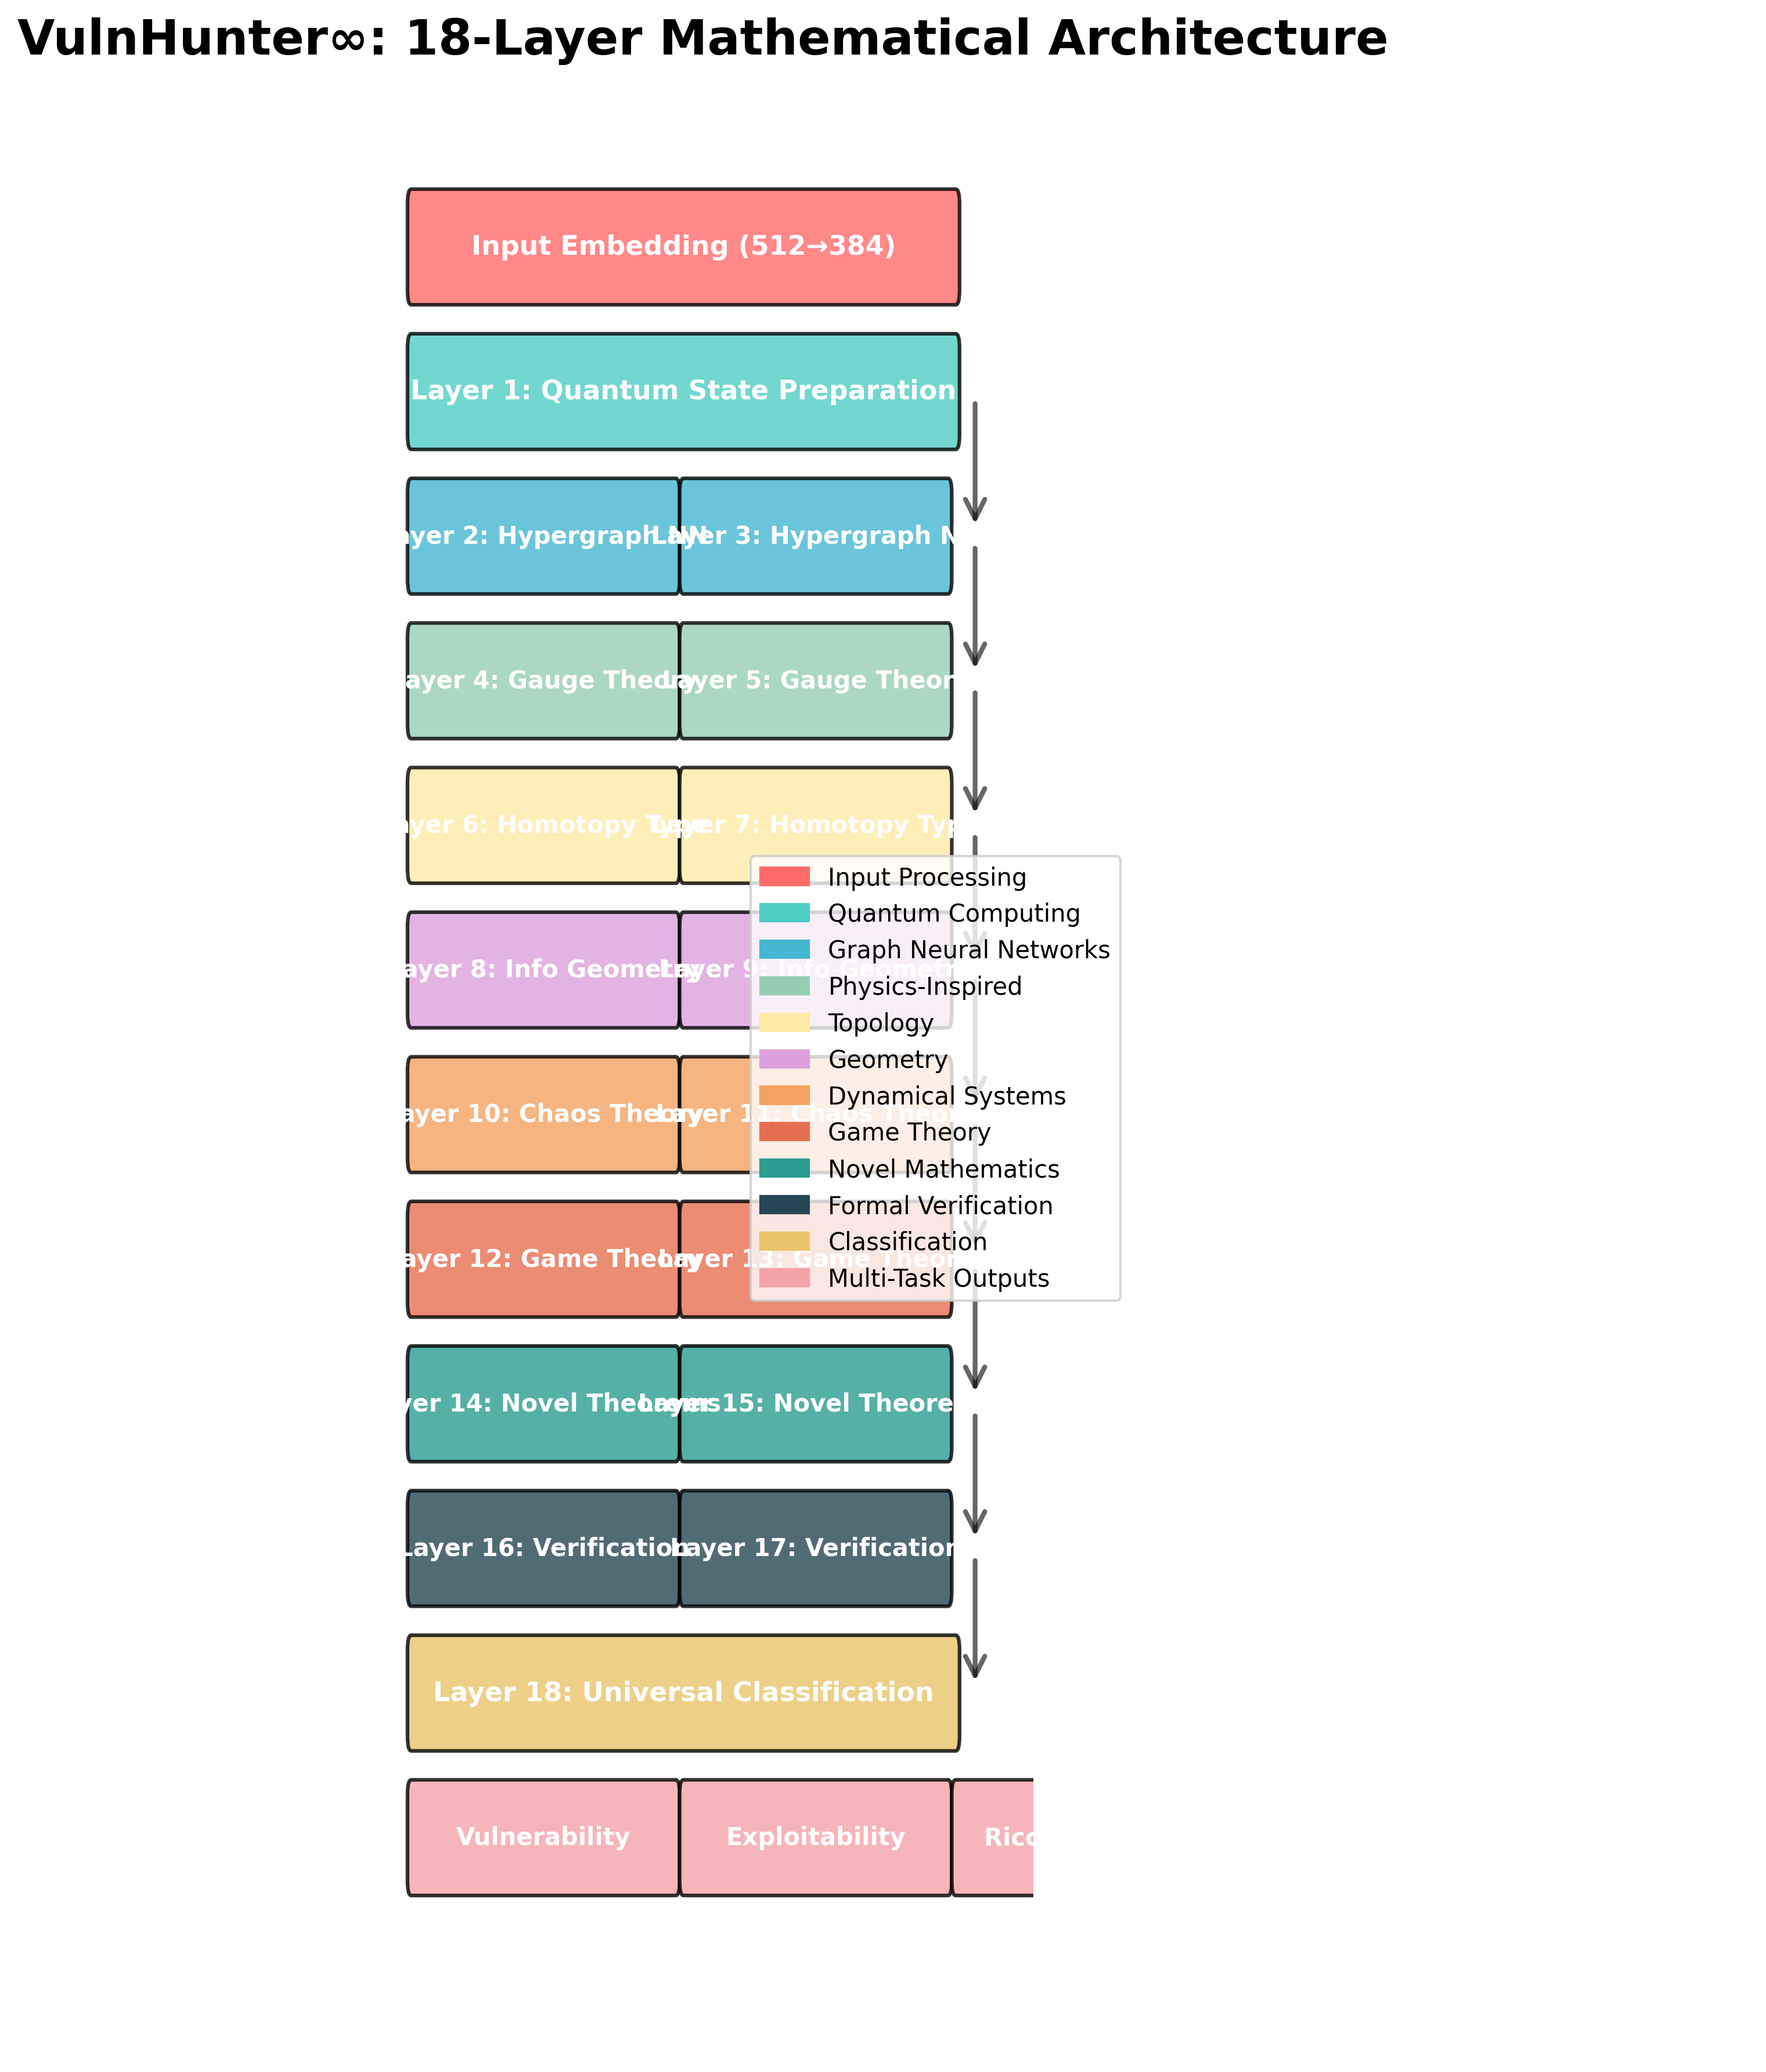 VulnHunter∞: 18-Layer Mathematical Architecture
Input Embedding (512→384)
Layer 1: Quantum State Preparation
ayer 2: Hypergraph NN
Layer 3: Hypergraph N
ayer 4: Gauge Theory
Layer 5: Gauge Theor
ayer 6: Homotopy Type
Layer 7: Homotopy Typ
ayer 8: Info Geometry
Layer 9: Info Geometr
ayer 10: Chaos Theory
Layer 11: Chaos Theor
ayer 12: Game Theory
Layer 13: Game Theor
yer 14: Novel Theorems
Layer 15: Novel Theore
Layer 16: Verification
Layer 17: Verification
Layer 18: Universal Classification
Vulnerability
Exploitability
Ricc
Input Processing
Quantum Computing
Graph Neural Networks
Physics-Inspired
Topology
Geometry
Dynamical Systems
Game Theory
Novel Mathematics
Formal Verification
Classification
Multi-Task Outputs